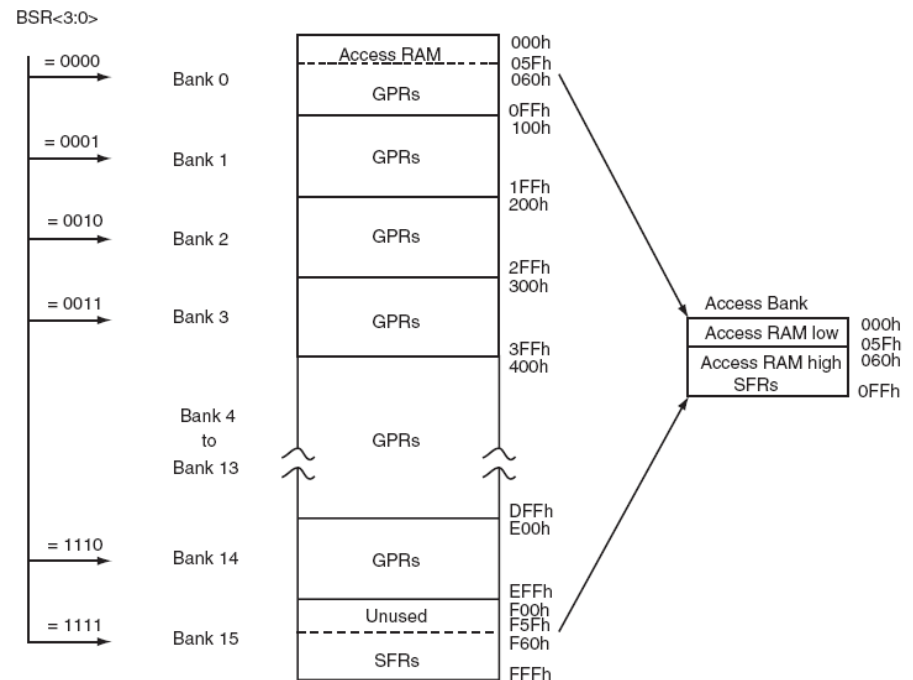 BSR<3:0>
= 0000
Bank 0
Access RAM
GPRs
000h
05Fh
060h
0FFh
= 0001
Bank 1
GPRs
100h
1FFh
= 0010
Bank 2
GPRs
200h
2FFh
= 0011
Bank 3
GPRs
300h
3FFh
Bank 4
to
Bank 13
GPRs
400h
DFFh
= 1110
Bank 14
GPRs
E00h
EFFh
= 1111
Bank 15
Unused
SFRs
F00h
F5Fh
F60h
FFFh
Access Bank
Access RAM low
Access RAM high
SFRs
000h
05Fh
060h
0FFh